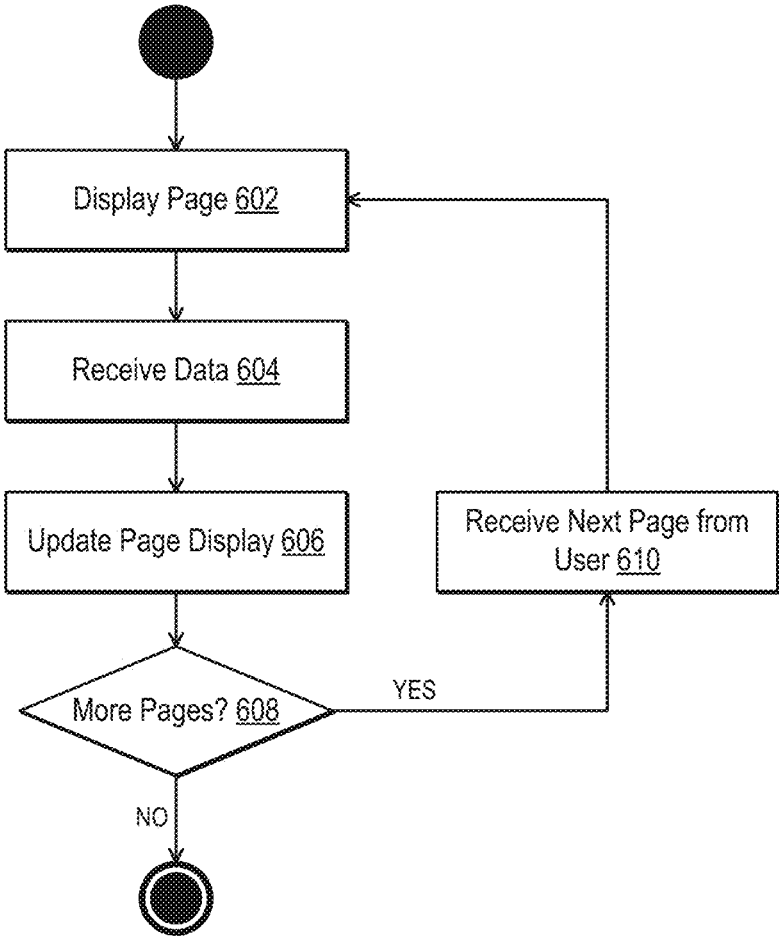 Display Page 602
Receive Data 604
Update Page Display 606
Receive Next Page from
User 610
More Pages? 608
YES
NO